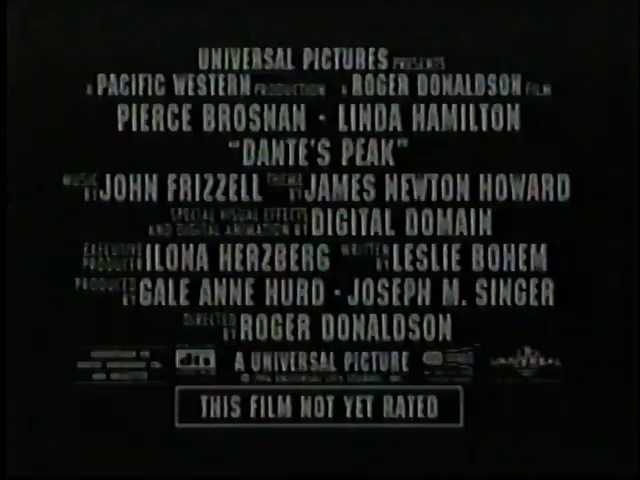 UNIVERSAL PICTURES PRESENTS
A PACIFIC WESTERN PRODUCTION A ROGER DONALDSON FILM
PIERCE BROSNAN · LINDA HAMILTON
"DANTE'S PEAK"
MUSIC BY JOHN FRIZZELL THEME BY JAMES NEWTON HOWARD
SPECIAL VISUAL EFFECTS AND DIGITAL ANIMATION BY DIGITAL DOMAIN
EXECUTIVE PRODUCER ILONA HERZBERG WRITTEN BY LESLIE BOHEM
PRODUCED BY GALE ANNE HURD · JOSEPH M. SINGER
DIRECTED BY ROGER DONALDSON
dts A UNIVERSAL PICTURE UNIVERSAL
THIS FILM NOT YET RATED